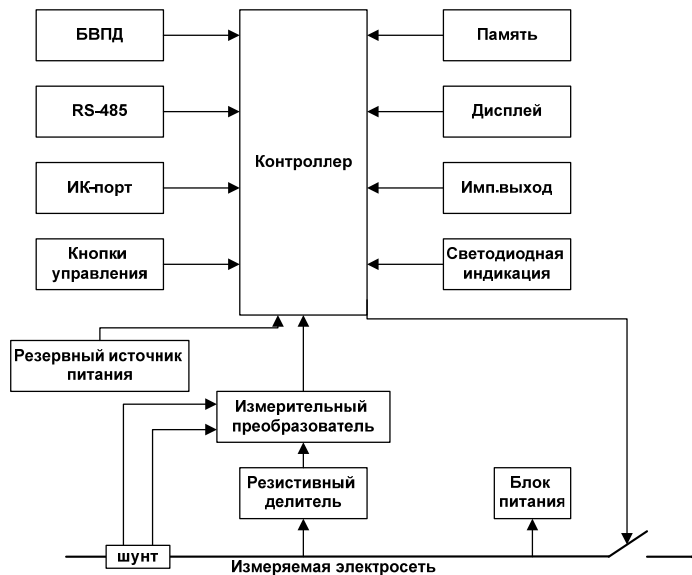 БВПД
Память
RS-485
Дисплей
Контроллер
ИК-порт
Имп.выход
Кнопки
управления
Светодиодная
индикация
Резервный источник
питания
Измерительный
преобразователь
Резистивный
делитель
Блок
питания
шунт
Измеряемая электросеть